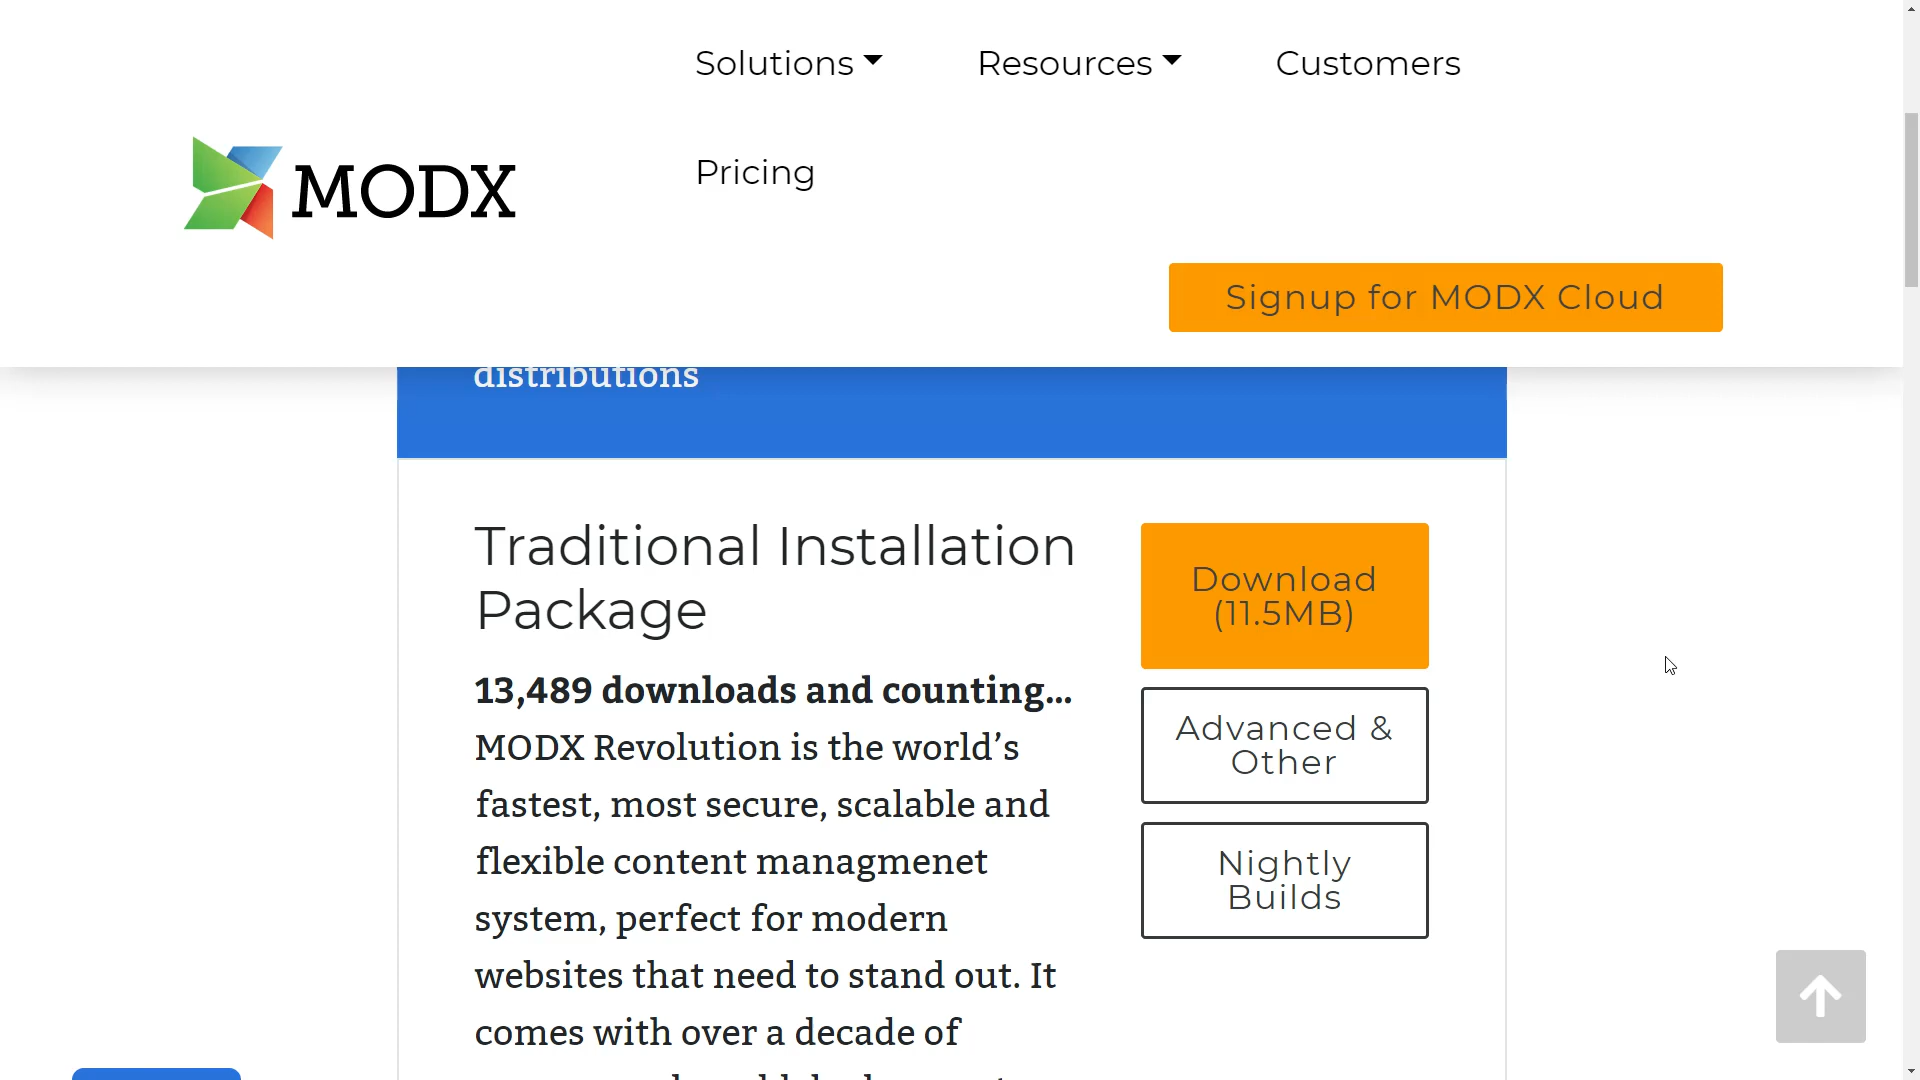 Solutions
Resources
Customers
MODX
Pricing
Signup for MODX Cloud
distributions
Traditional Installation
Package
Download
(11.5MB)
13,489 downloads and counting...
MODX Revolution is the world’s
fastest, most secure, scalable and
flexible content managmenet
system, perfect for modern
websites that need to stand out. It
comes with over a decade of
Advanced &
Other
Nightly
Builds